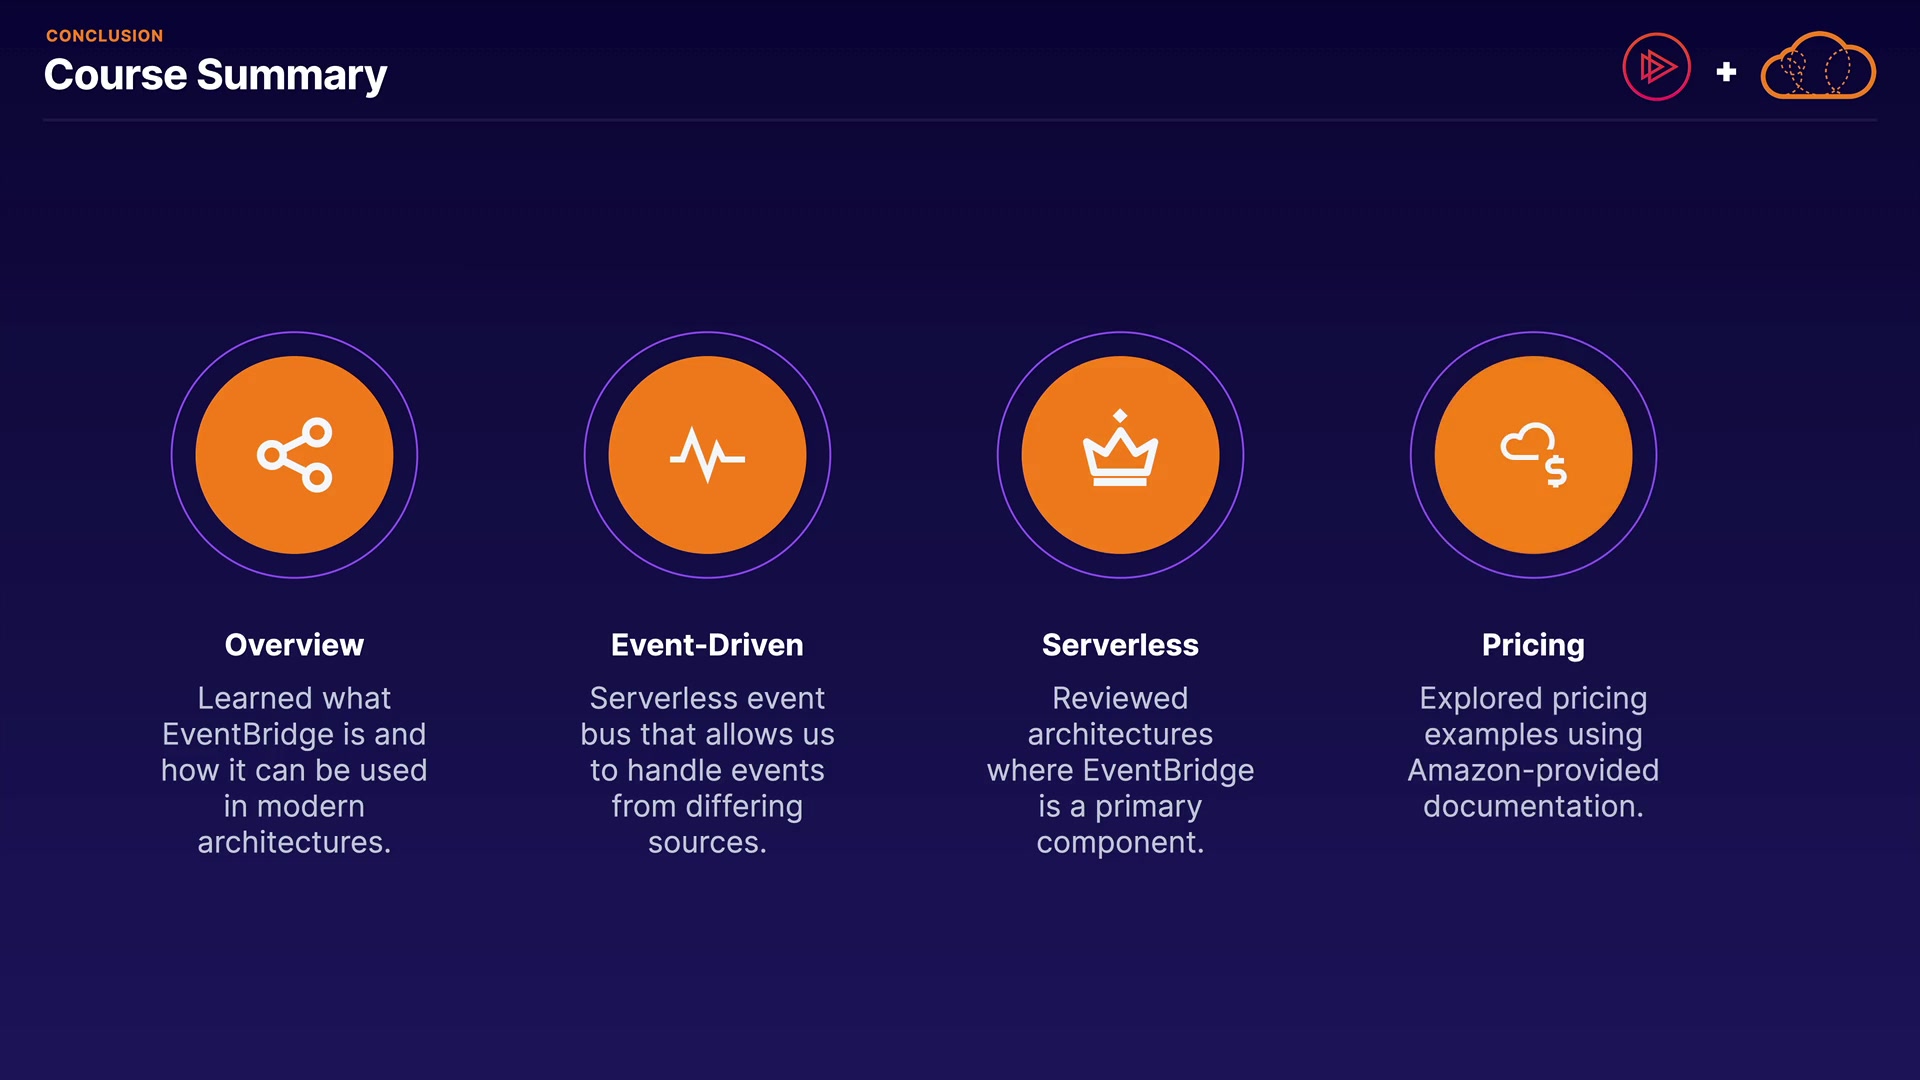 CONCLUSION
Course Summary
Overview
Learned what
EventBridge is and
how it can be used
in modern
architectures.
Event-Driven
Serverless event
bus that allows us
to handle events
from differing
sources.
Serverless
Reviewed
architectures
where EventBridge
is a primary
component.
Pricing
Explored pricing
examples using
Amazon-provided
documentation.